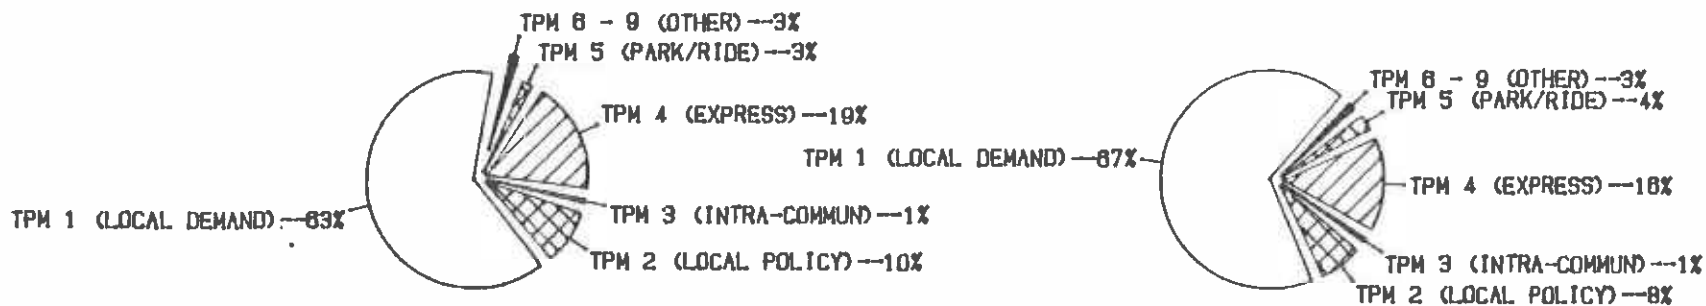 TPM 6 - 9 (OTHER)--3%
TPM 5 (PARK/RIDE)--3%
TPM 4 (EXPRESS)--19%
TPM 3 (INTRA-COMMUN)--1%
TPM 1 (LOCAL DEMAND)--63%
TPM 2 (LOCAL POLICY)--10%
TPM 6 - 9 (OTHER)--3%
TPM 5 (PARK/RIDE)--4%
TPM 1 (LOCAL DEMAND)--67%
TPM 4 (EXPRESS)--16%
TPM 3 (INTRA-COMMUN)--1%
TPM 2 (LOCAL POLICY)--8%